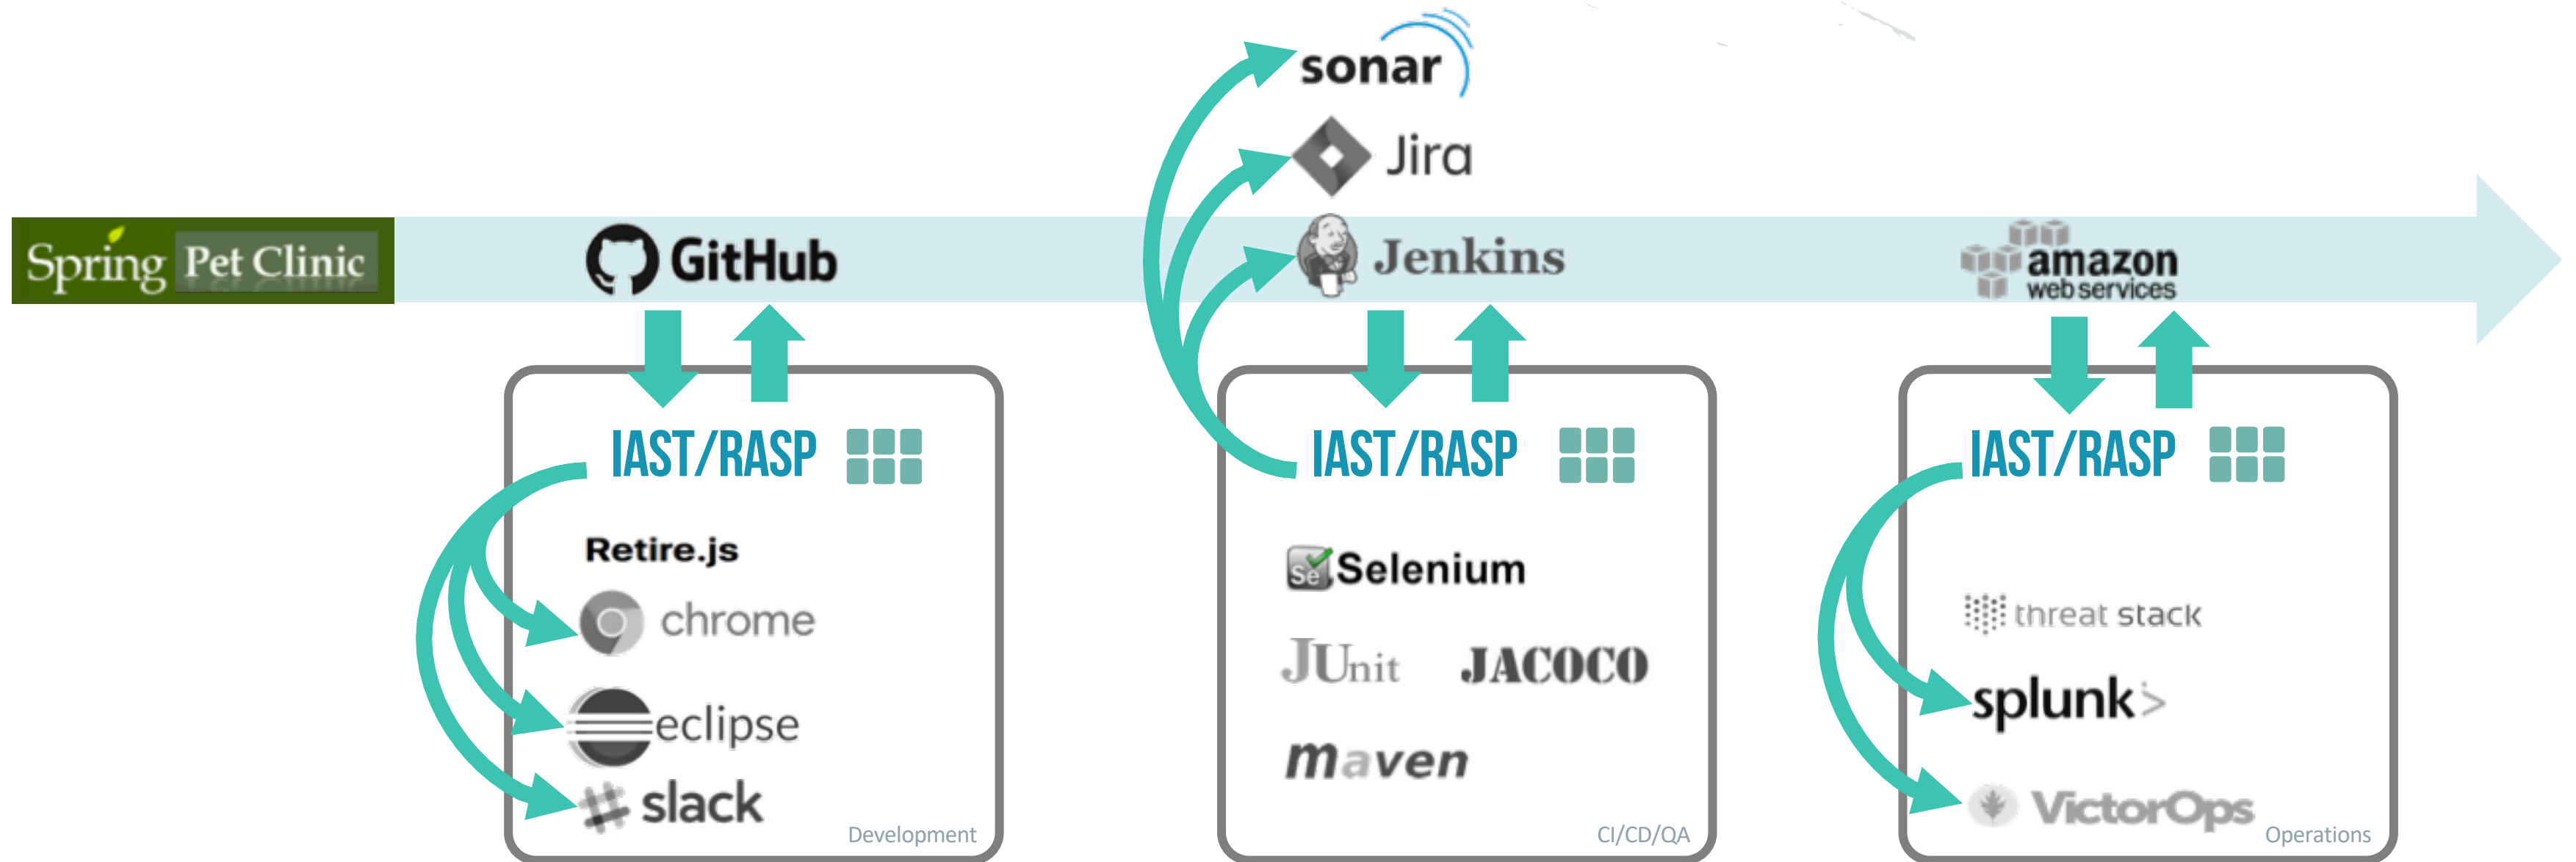 sonar
Jira
Spring Pet Clinic
GitHub
Jenkins
amazon
web services
IAST/RASP
Retire.js
chrome
eclipse
slack
Development
IAST/RASP
Se Selenium
JUnit JACOCO
maven
CI/CD/QA
IAST/RASP
threat stack
splunk>
VictorOps
Operations